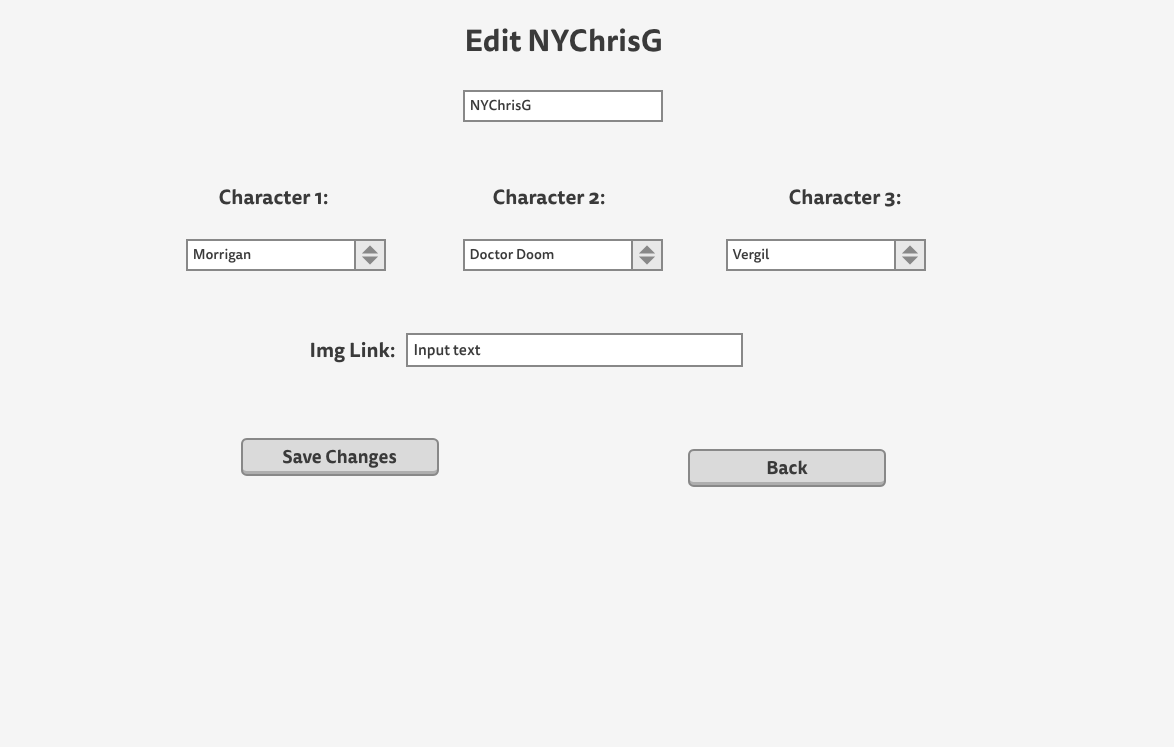 Edit NYChrisG
NYChrisG
Character 1: Character 2: Character 3:
Morrigan Doctor Doom Vergil
Img Link: Input text
Save Changes
Back